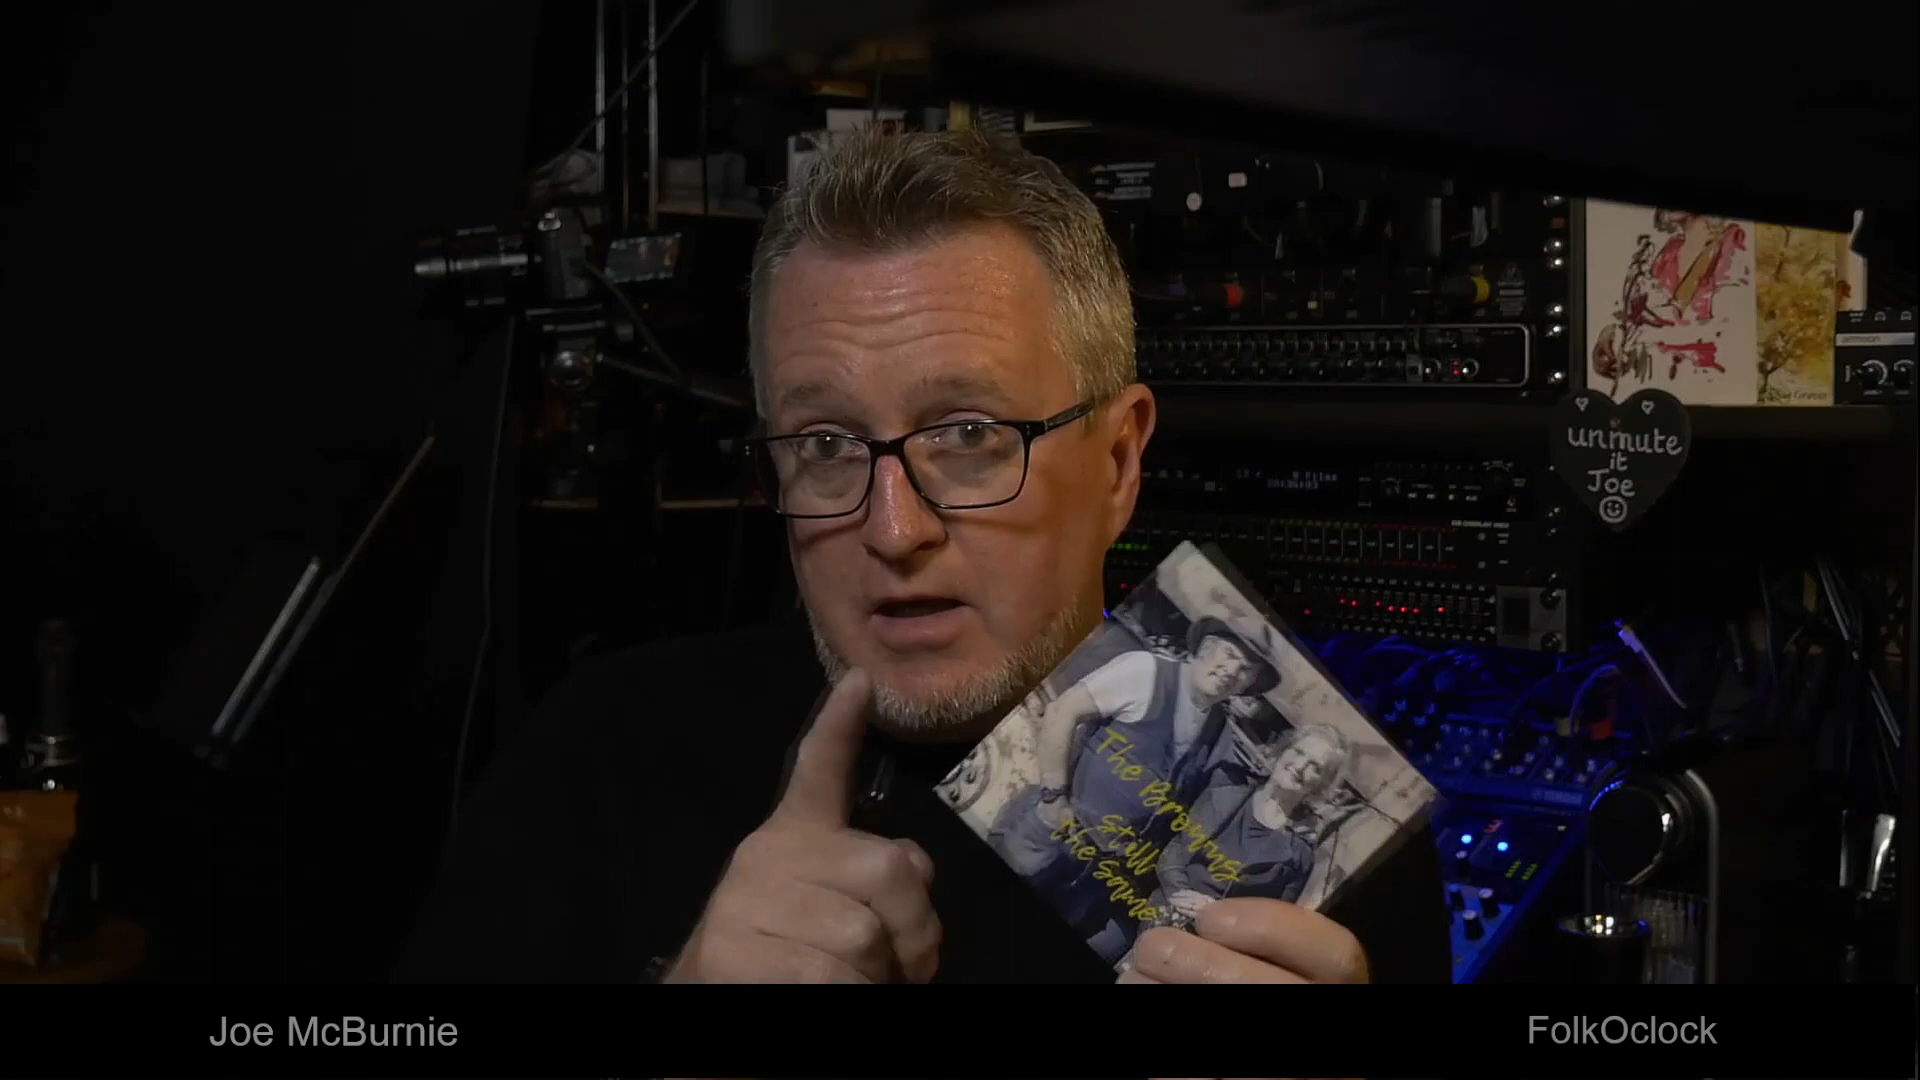 unmute
it
Joe
The Browns
Still
the same
Joe McBurnie
FolkOclock